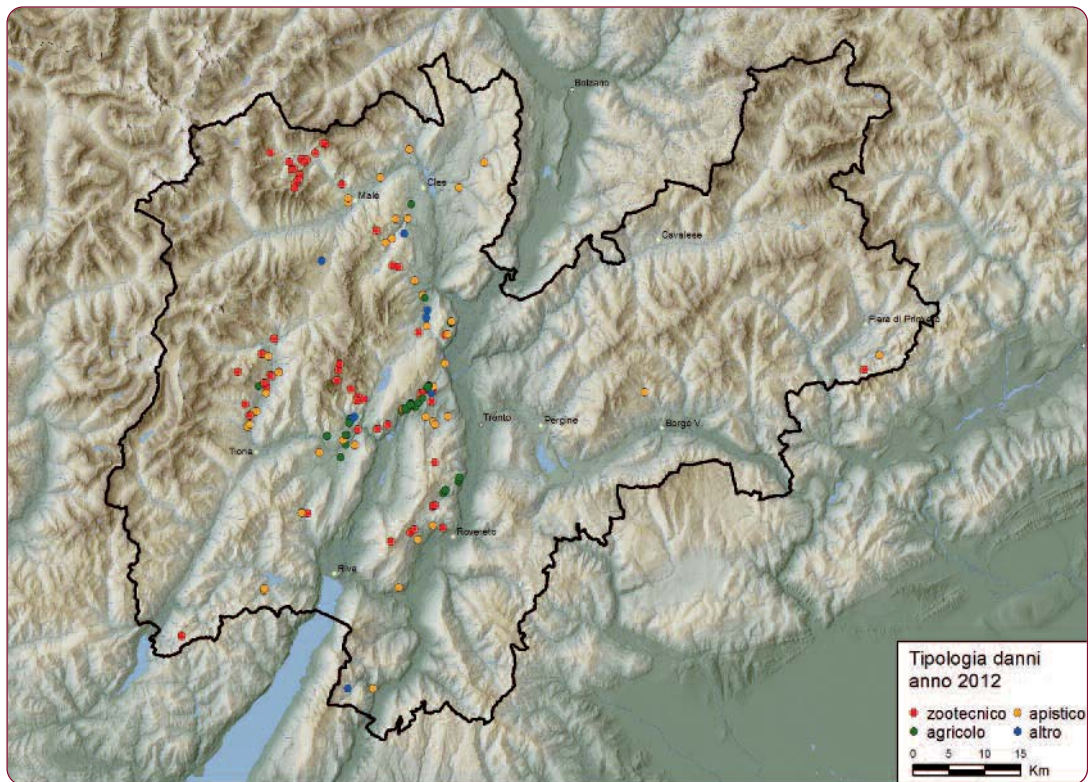 Bolzano
Cles
Malè
Cavalese
Fiera di Primiero
Trento
Pergine
Borgo V.
Tione
Rovereto
Riva
Tipologia danni
anno 2012
zootecnico apistico
agricolo altro
0 5 10 15
Km